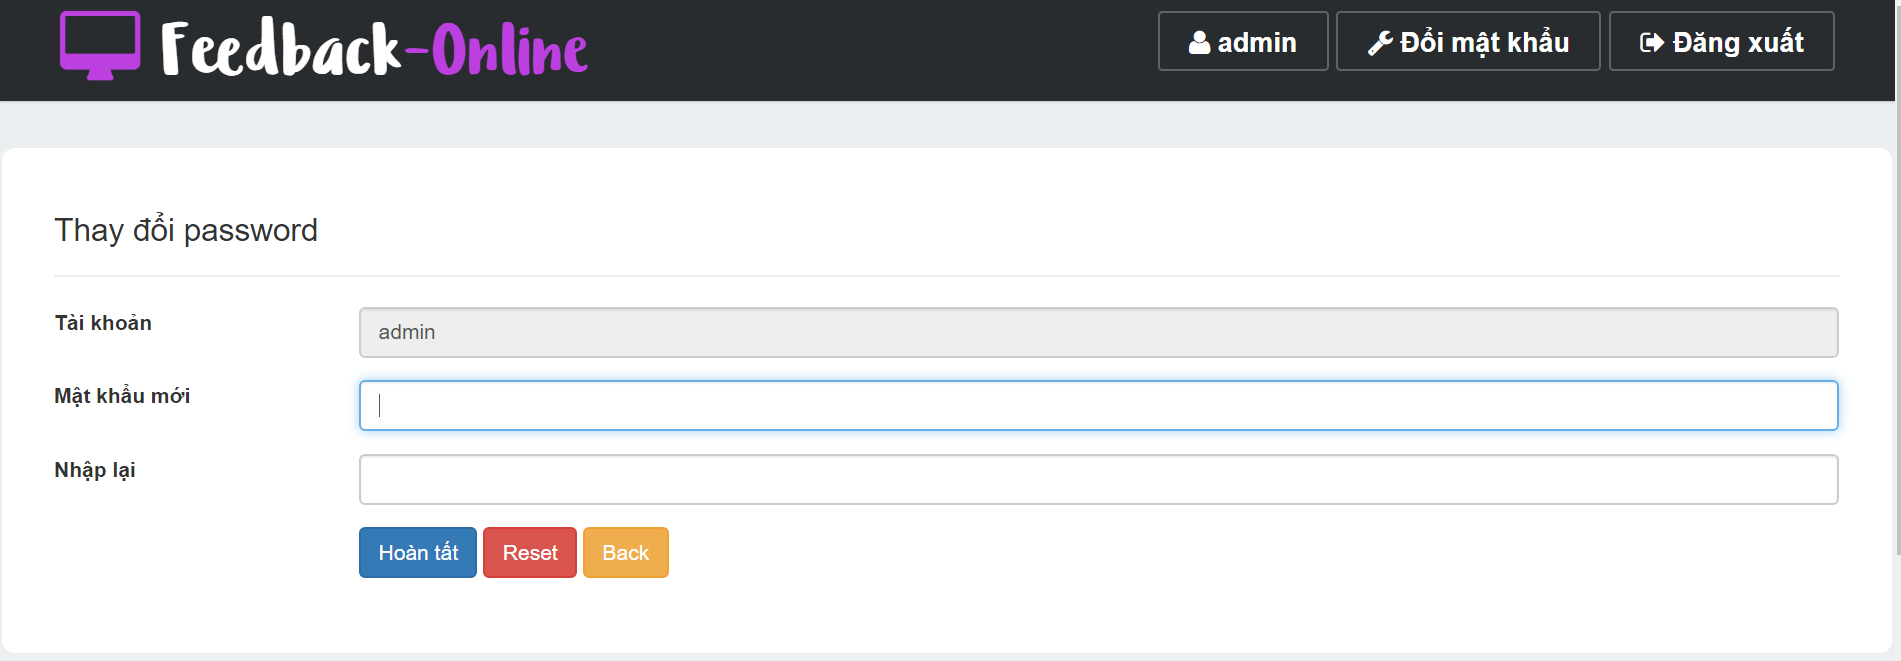 Feedback-Online
admin
Đổi mật khẩu
Đăng xuất
Thay đổi password
Tài khoản
admin
Mật khẩu mới
Nhập lại
Hoàn tất
Reset
Back